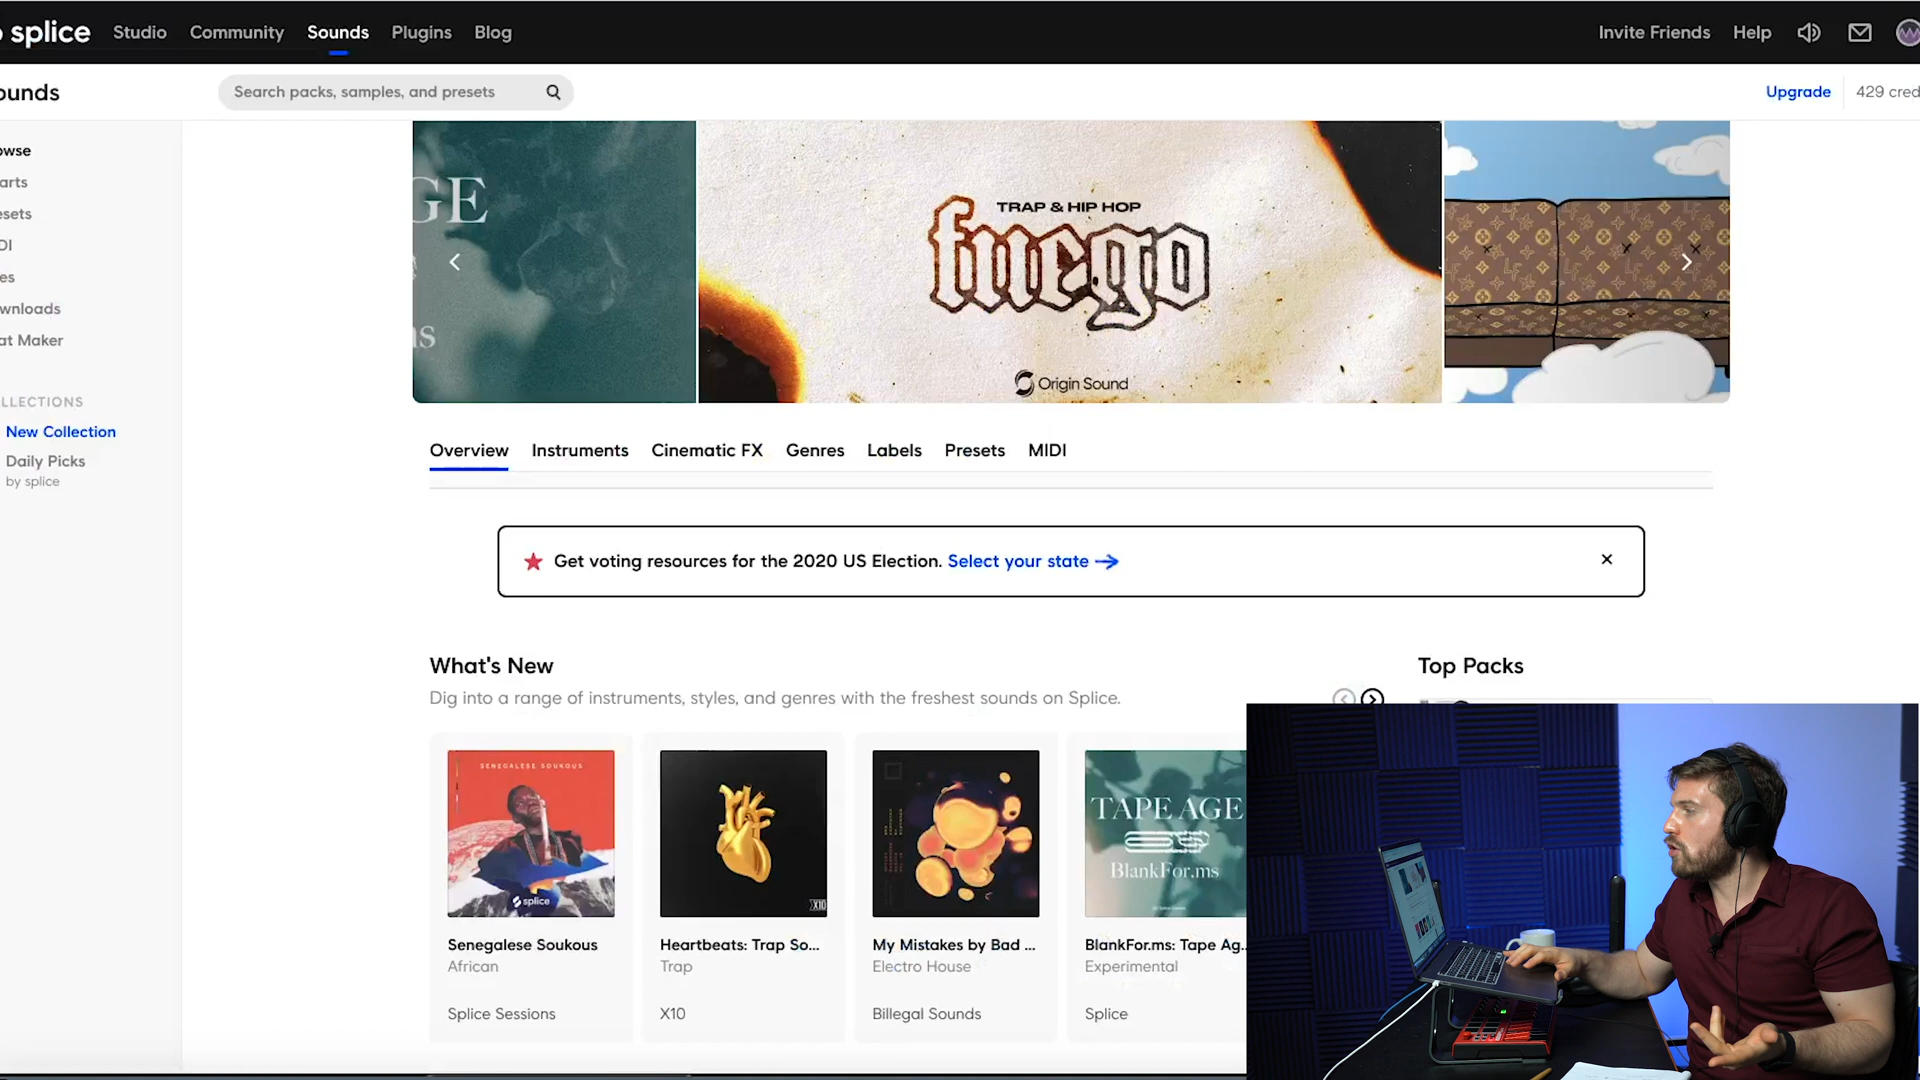 splice
Studio
Community
Sounds
Plugins
Blog
Invite Friends
Help
ounds
Search packs, samples, and presets
Upgrade
429 cred
owse
arts
esets
DI
es
wnloads
at Maker
LLECTIONS
New Collection
Daily Picks
by splice
GE
ns
TRAP & HIP HOP
fuego
Origin Sound
Overview
Instruments
Cinematic FX
Genres
Labels
Presets
MIDI
Get voting resources for the 2020 US Election. Select your state →
What's New
Dig into a range of instruments, styles, and genres with the freshest sounds on Splice.
Top Packs
SENEGALESE SOUKOUS
splice
Senegalese Soukous
African
Splice Sessions
X10
Heartbeats: Trap So...
Trap
X10
My Mistakes by Bad ...
Electro House
Billegal Sounds
TAPE AGE
BlankFor.ms
BlankFor.ms: Tape Ag..
Experimental
Splice